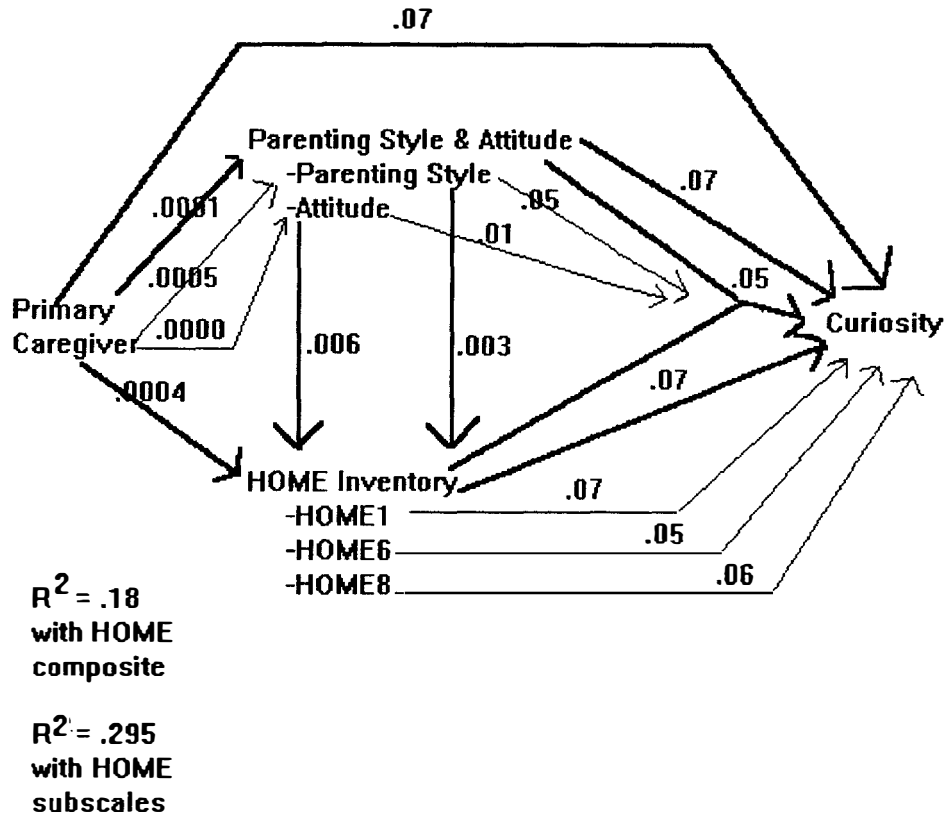 .07
Parenting Style & Attitude
-Parenting Style
-Attitude
.07
.05
.01
.0001
.0005
.0000
.05
Primary
Caregiver
Curiosity
.006
.003
.0004
.07
HOME Inventory
-HOME1
.07
-HOME6
.05
-HOME8
.06
R² = .18
with HOME
composite
R² = .295
with HOME
subscales